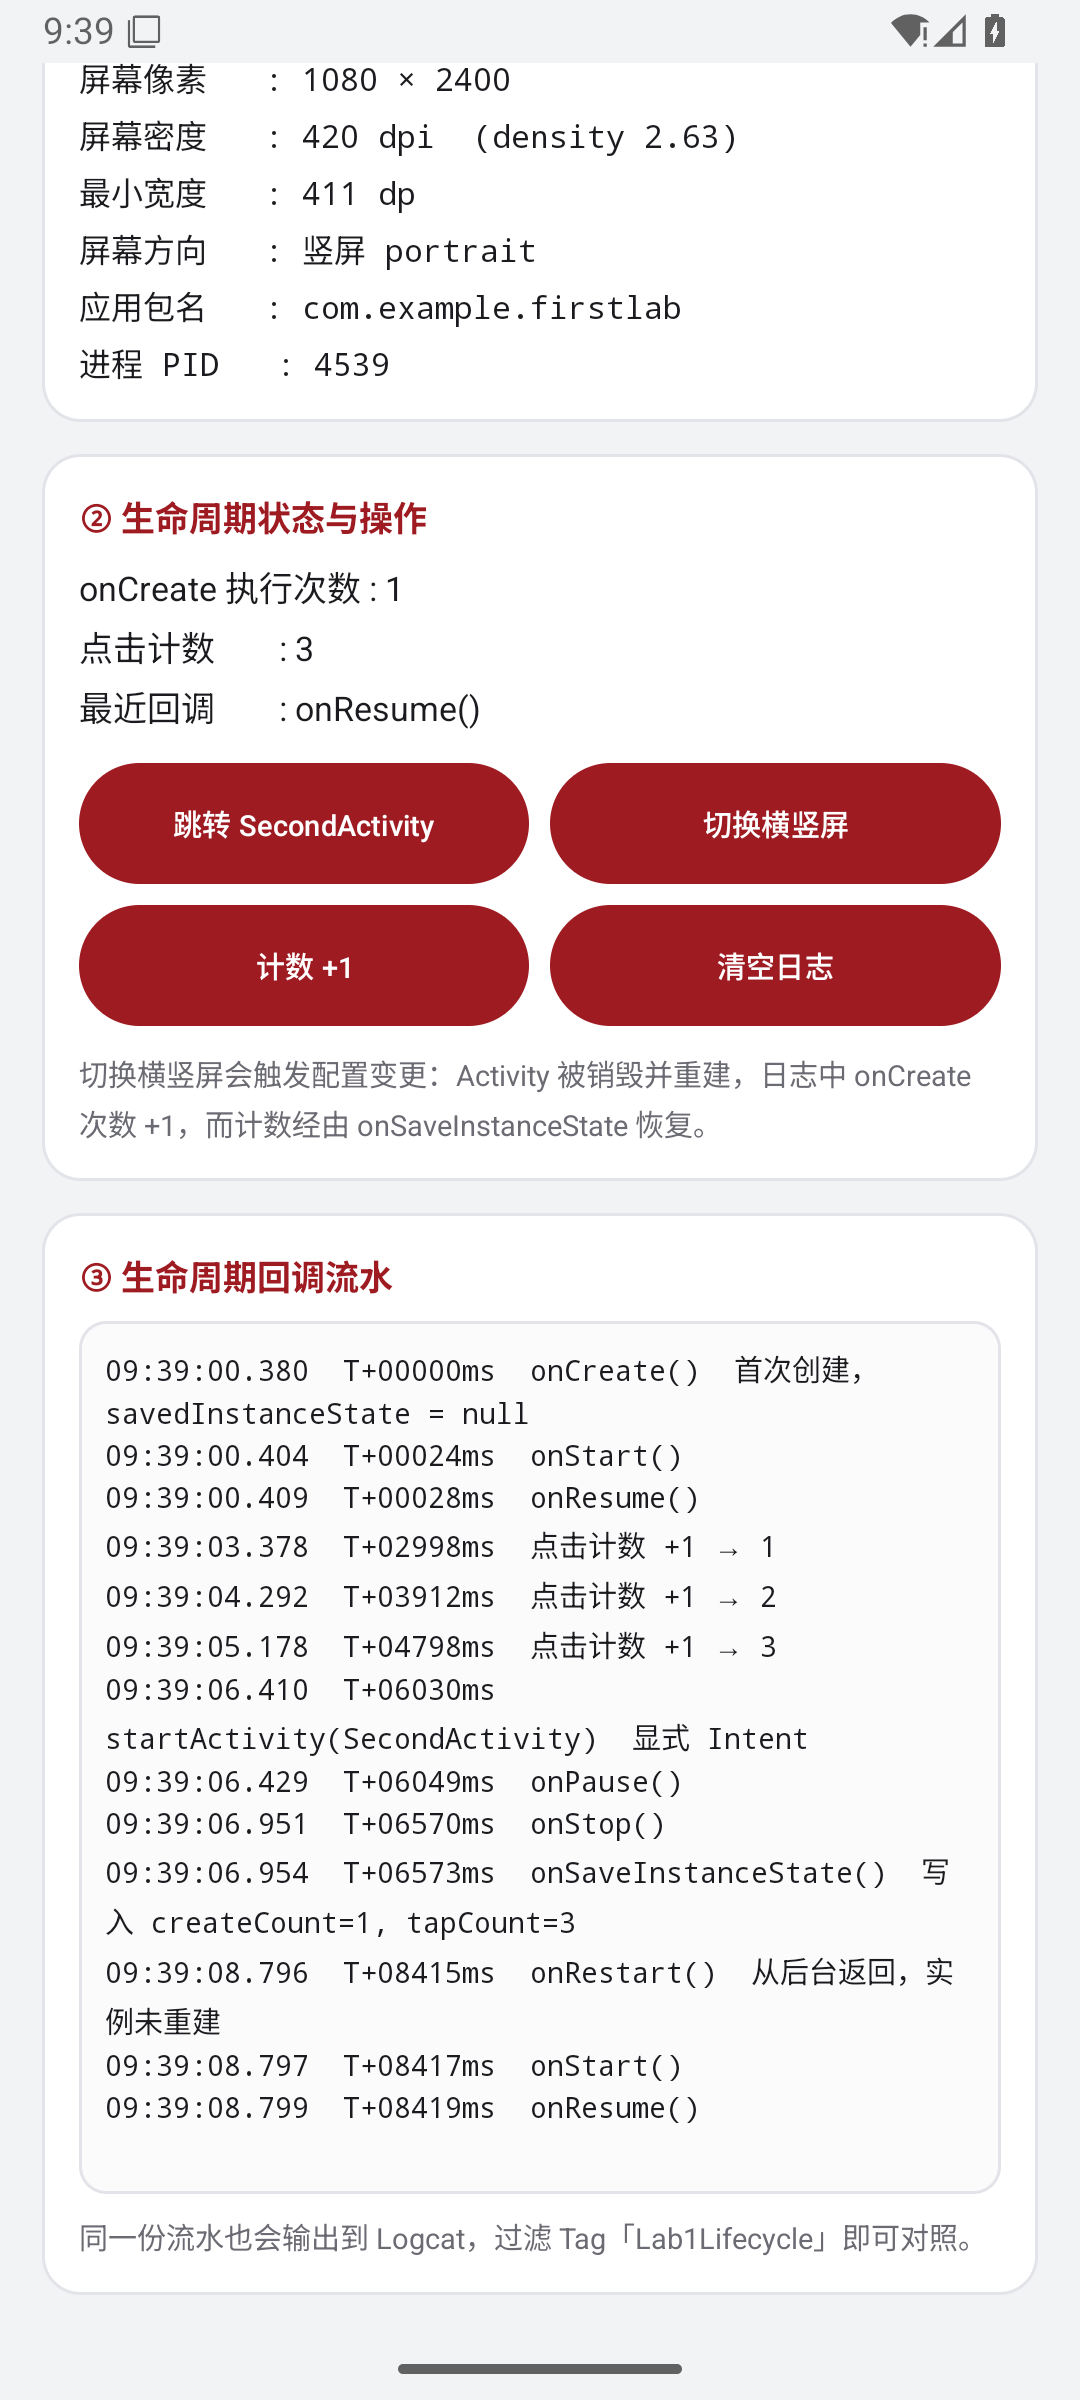 9:39
屏幕像素 : 1080 × 2400
屏幕密度 : 420 dpi (density 2.63)
最小宽度 : 411 dp
屏幕方向 : 竖屏 portrait
应用包名 : com.example.firstlab
进程 PID : 4539
② 生命周期状态与操作
onCreate 执行次数 : 1
点击计数 : 3
最近回调 : onResume()
跳转 SecondActivity
切换横竖屏
计数 +1
清空日志
切换横竖屏会触发配置变更：Activity 被销毁并重建，日志中 onCreate
次数 +1，而计数经由 onSaveInstanceState 恢复。
③ 生命周期回调流水
09:39:00.380 T+00000ms onCreate() 首次创建，
savedInstanceState = null
09:39:00.404 T+00024ms onStart()
09:39:00.409 T+00028ms onResume()
09:39:03.378 T+02998ms 点击计数 +1 → 1
09:39:04.292 T+03912ms 点击计数 +1 → 2
09:39:05.178 T+04798ms 点击计数 +1 → 3
09:39:06.410 T+06030ms
startActivity(SecondActivity) 显式 Intent
09:39:06.429 T+06049ms onPause()
09:39:06.951 T+06570ms onStop()
09:39:06.954 T+06573ms onSaveInstanceState() 写
入 createCount=1, tapCount=3
09:39:08.796 T+08415ms onRestart() 从后台返回，实
例未重建
09:39:08.797 T+08417ms onStart()
09:39:08.799 T+08419ms onResume()
同一份流水也会输出到 Logcat，过滤 Tag「Lab1Lifecycle」即可对照。